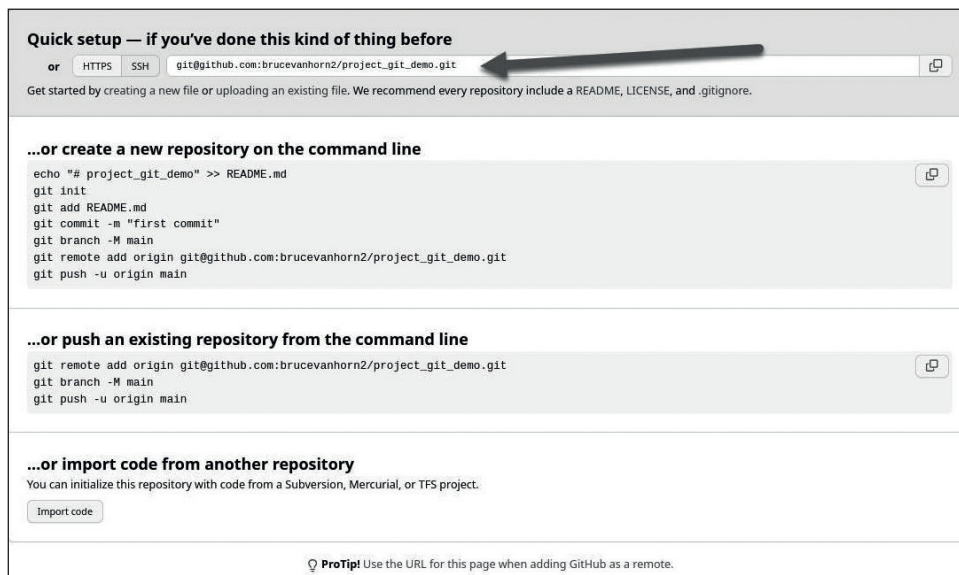 Quick setup — if you’ve done this kind of thing before
or HTTPS SSH git@github.com:brucevanhorn2/project_git_demo.git
Get started by creating a new file or uploading an existing file. We recommend every repository include a README, LICENSE, and .gitignore.
...or create a new repository on the command line
echo "# project_git_demo" >> README.md
git init
git add README.md
git commit -m "first commit"
git branch -M main
git remote add origin git@github.com:brucevanhorn2/project_git_demo.git
git push -u origin main
...or push an existing repository from the command line
git remote add origin git@github.com:brucevanhorn2/project_git_demo.git
git branch -M main
git push -u origin main
...or import code from another repository
You can initialize this repository with code from a Subversion, Mercurial, or TFS project.
Import code
ProTip! Use the URL for this page when adding GitHub as a remote.